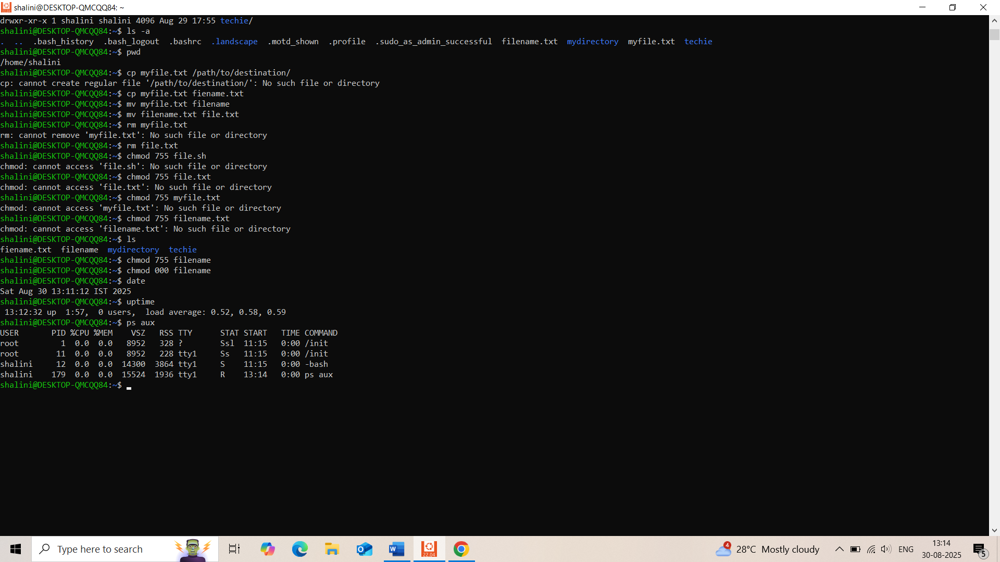 shalini@DESKTOP-QMCQQ84: ~
drwxr-xr-x 1 shalini shalini 4096 Aug 29 17:55 techie/
shalini@DESKTOP-QMCQQ84:~$ ls -a
.  ..  .bash_history  .bash_logout  .bashrc  .landscape  .motd_shown  .profile  .sudo_as_admin_successful  filename.txt  mydirectory  myfile.txt  techie
shalini@DESKTOP-QMCQQ84:~$ pwd
/home/shalini
shalini@DESKTOP-QMCQQ84:~$ cp myfile.txt /path/to/destination/
cp: cannot create regular file '/path/to/destination/': No such file or directory
shalini@DESKTOP-QMCQQ84:~$ cp myfile.txt fiename.txt
shalini@DESKTOP-QMCQQ84:~$ mv myfile.txt filename
shalini@DESKTOP-QMCQQ84:~$ mv filename.txt file.txt
shalini@DESKTOP-QMCQQ84:~$ rm myfile.txt
rm: cannot remove 'myfile.txt': No such file or directory
shalini@DESKTOP-QMCQQ84:~$ rm file.txt
shalini@DESKTOP-QMCQQ84:~$ chmod 755 file.sh
chmod: cannot access 'file.sh': No such file or directory
shalini@DESKTOP-QMCQQ84:~$ chmod 755 file.txt
chmod: cannot access 'file.txt': No such file or directory
shalini@DESKTOP-QMCQQ84:~$ chmod 755 myfile.txt
chmod: cannot access 'myfile.txt': No such file or directory
shalini@DESKTOP-QMCQQ84:~$ chmod 755 filename.txt
chmod: cannot access 'filename.txt': No such file or directory
shalini@DESKTOP-QMCQQ84:~$ ls
fiename.txt  filename  mydirectory  techie
shalini@DESKTOP-QMCQQ84:~$ chmod 755 filename
shalini@DESKTOP-QMCQQ84:~$ chmod 000 filename
shalini@DESKTOP-QMCQQ84:~$ date
Sat Aug 30 13:11:12 IST 2025
shalini@DESKTOP-QMCQQ84:~$ uptime
 13:12:32 up  1:57,  0 users,  load average: 0.52, 0.58, 0.59
shalini@DESKTOP-QMCQQ84:~$ ps aux
USER       PID %CPU %MEM    VSZ   RSS TTY      STAT START   TIME COMMAND
root         1  0.0  0.0   8952   328 ?        Ssl  11:15   0:00 /init
root        11  0.0  0.0   8952   228 tty1     Ss   11:15   0:00 /init
shalini     12  0.0  0.0  14300  3864 tty1     S    11:15   0:00 -bash
shalini    179  0.0  0.0  15524  1936 tty1     R    13:14   0:00 ps aux
shalini@DESKTOP-QMCQQ84:~$
Type here to search
22.04
4
28°C  Mostly cloudy
ENG
13:14
30-08-2025
5